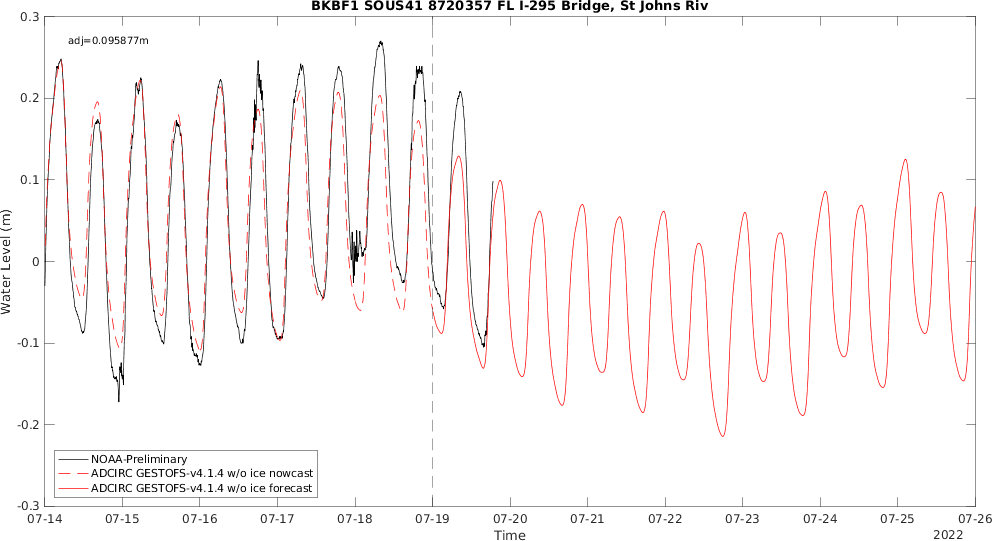 BKBF1 SOUS41 8720357 FL I-295 Bridge, St Johns Riv
adj=0.095877m
0.3
0.2
0.1
0
-0.1
-0.2
-0.3
Water Level (m)
NOAA-Preliminary
ADCIRC GESTOFS-v4.1.4 w/o ice nowcast
ADCIRC GESTOFS-v4.1.4 w/o ice forecast
07-14 07-15 07-16 07-17 07-18 07-19 07-20 07-21 07-22 07-23 07-24 07-25 07-26
Time
2022